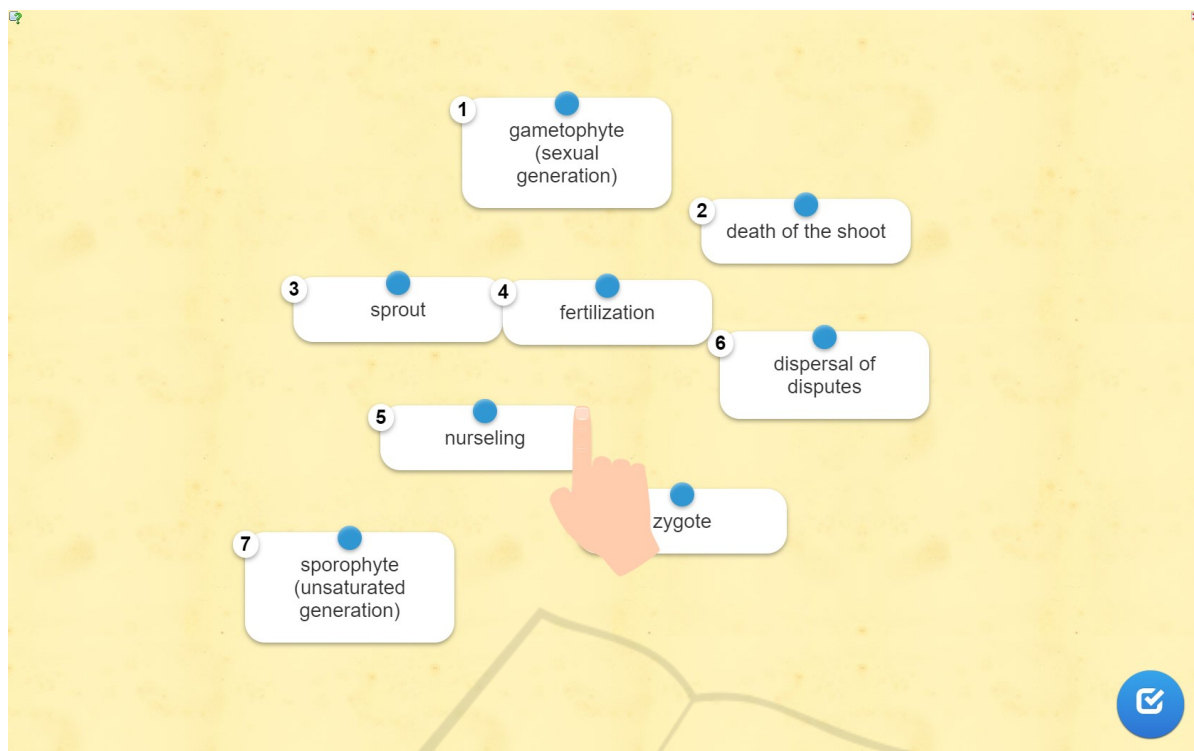 1
gametophyte
(sexual
generation)
2
death of the shoot
3
sprout
4
fertilization
6
dispersal of
disputes
5
nurseling
zygote
7
sporophyte
(unsaturated
generation)